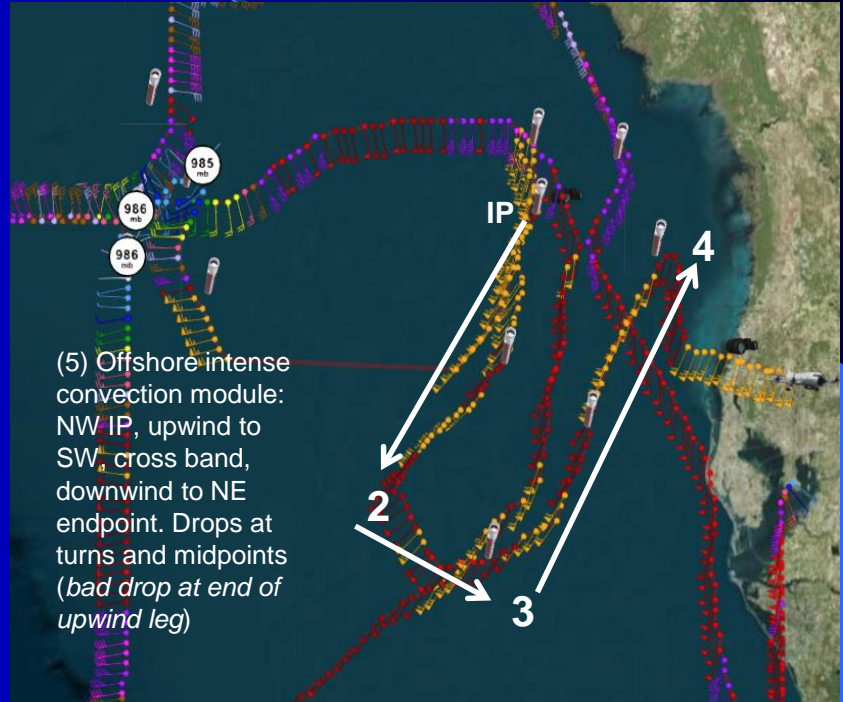 985
mb
986
mb
986
mb
IP
4
(5) Offshore intense
convection module:
NW IP, upwind to
SW, cross band,
downwind to NE
endpoint. Drops at
turns and midpoints
(bad drop at end of
upwind leg)
2
3